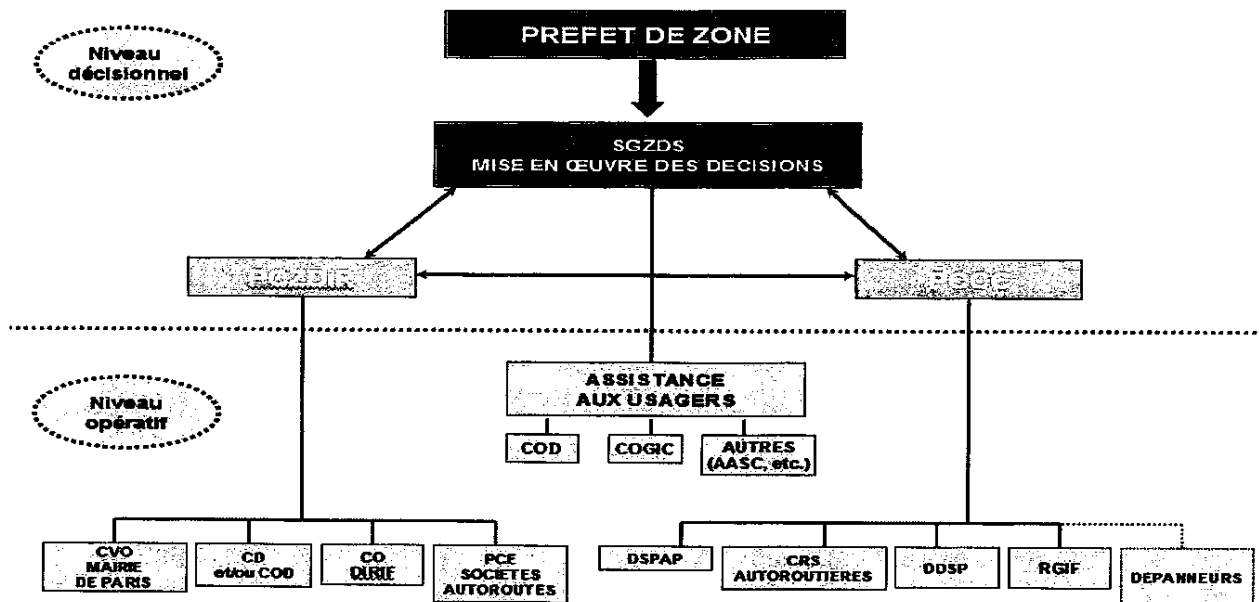 PREFET DE ZONE
Niveau
décisionnel
SGZDS
MISE EN ŒUVRE DES DECISIONS
PCZDIR
ASSISTANCE
AUX USAGERS
Niveau
opératif
COD
COGIC
AUTRES
(AASC, etc.)
CVO
MAIRIE
DE PARIS
CD
et/ou COD
CO
DIRIF
PCE
SOCIETES
AUTOROUTES
DSPAP
CRS
AUTOROUTIERES
DDSP
RGIF
DEPANNEURS